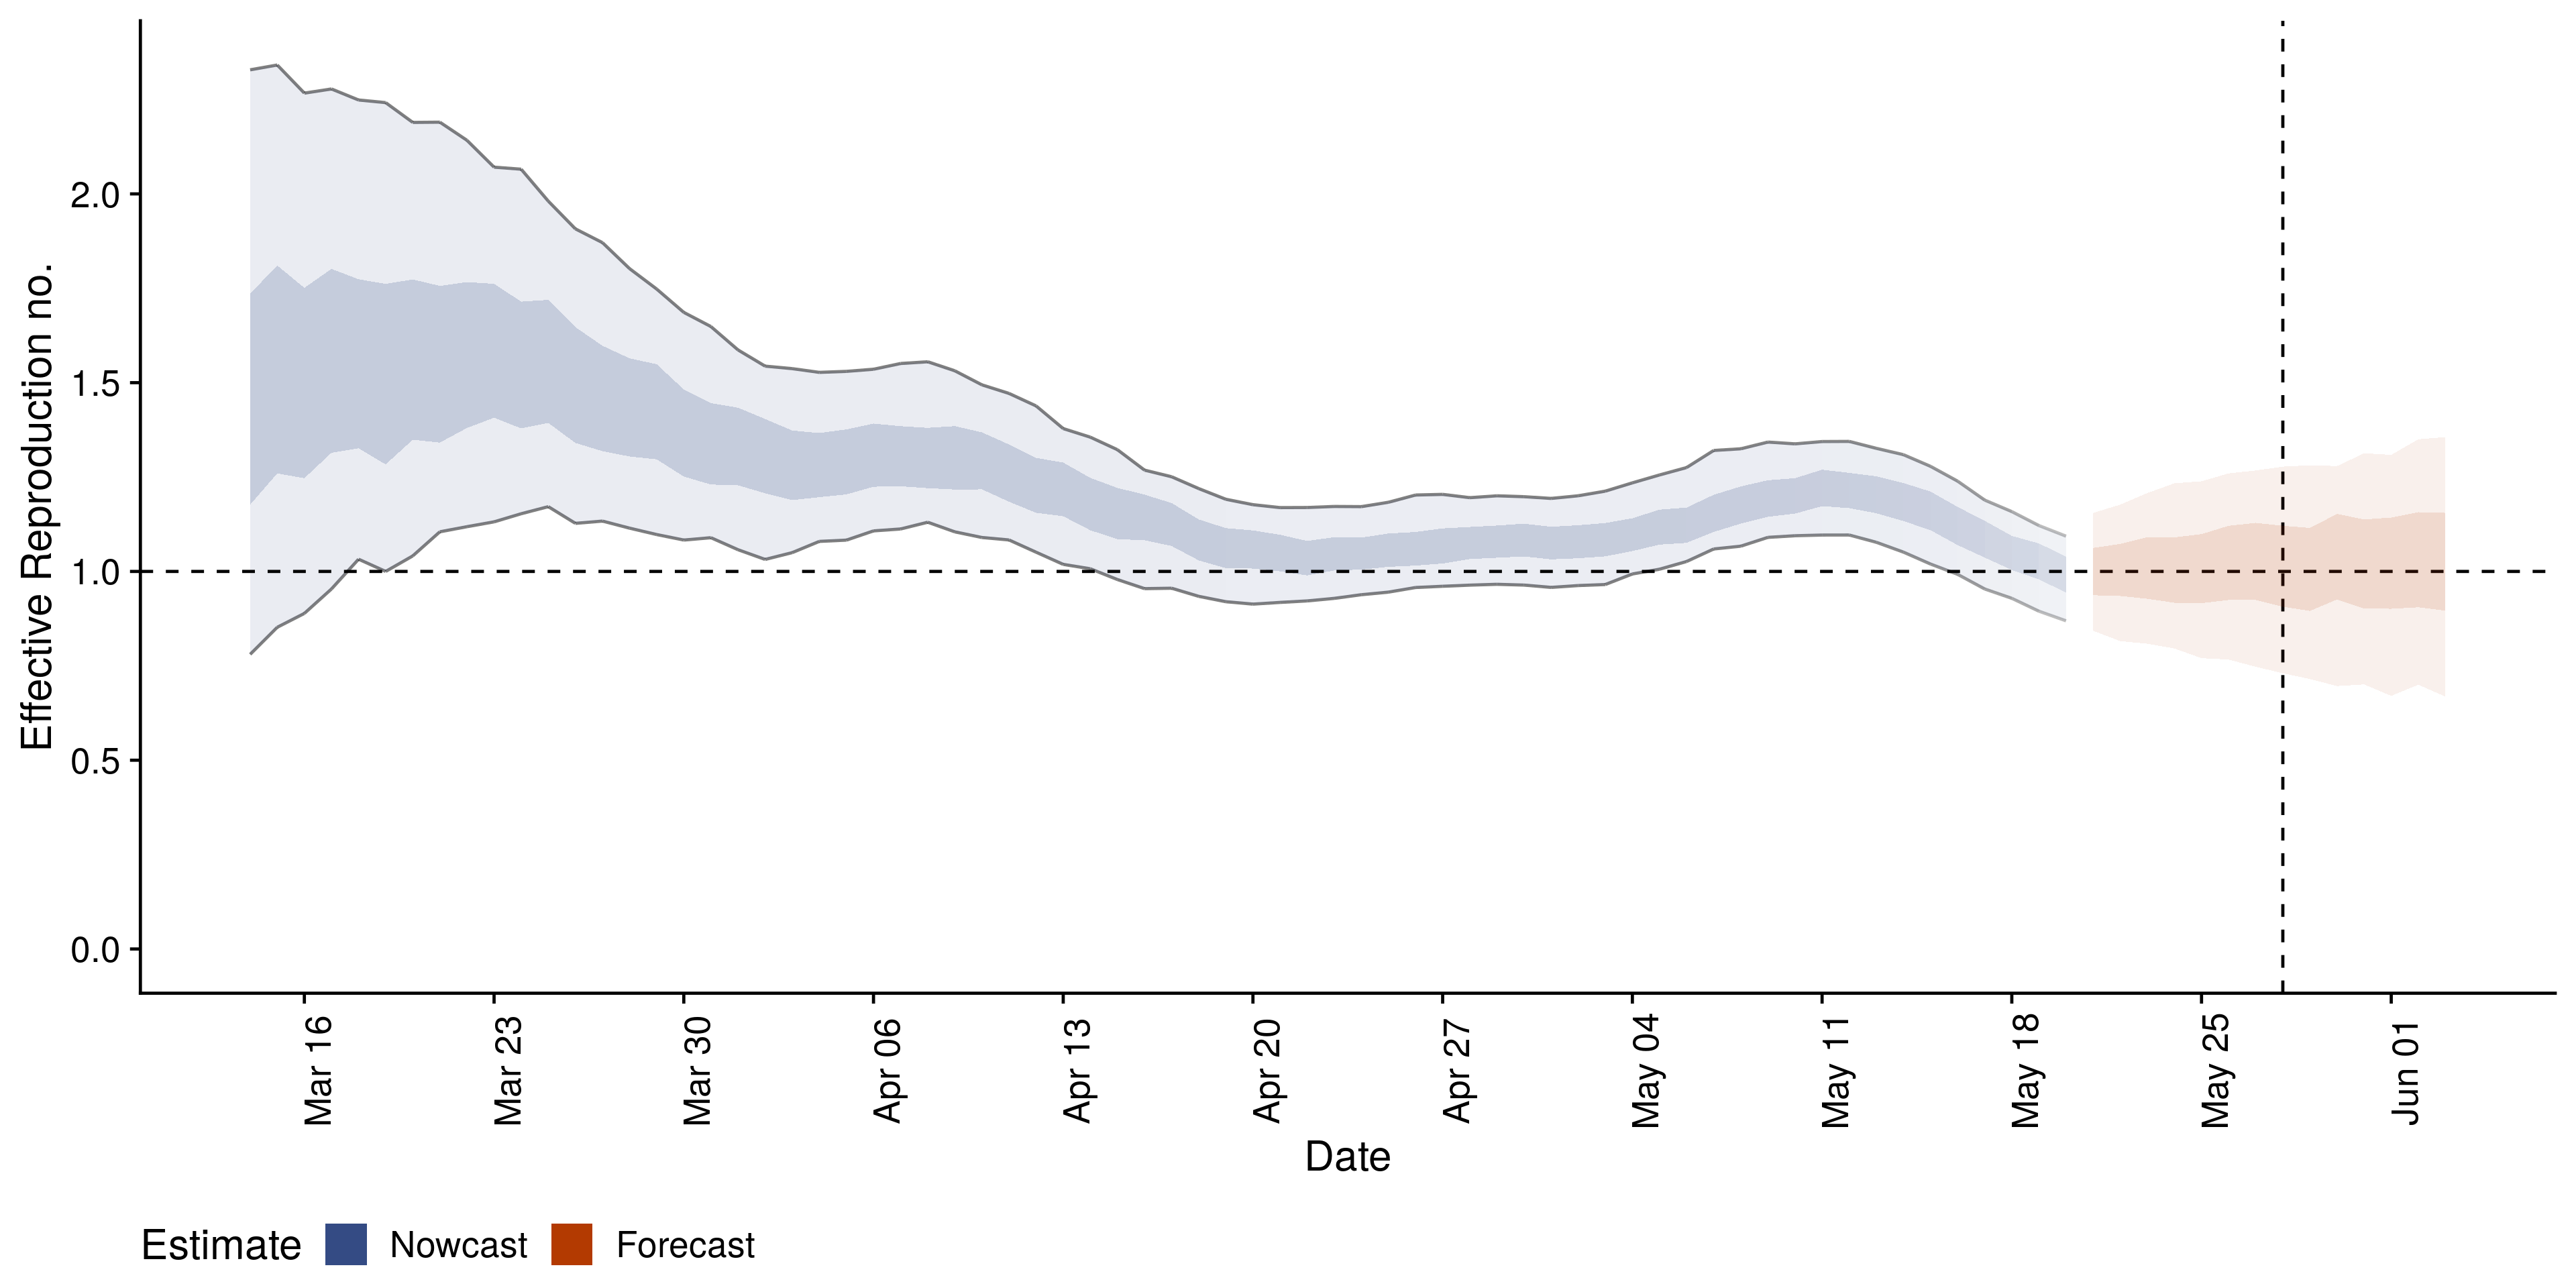 Effective Reproduction no.
2.0
1.5
1.0
0.5
0.0
Mar 16
Mar 23
Mar 30
Apr 06
Apr 13
Apr 20
Apr 27
May 04
May 11
May 18
May 25
Jun 01
Date
Estimate Nowcast Forecast